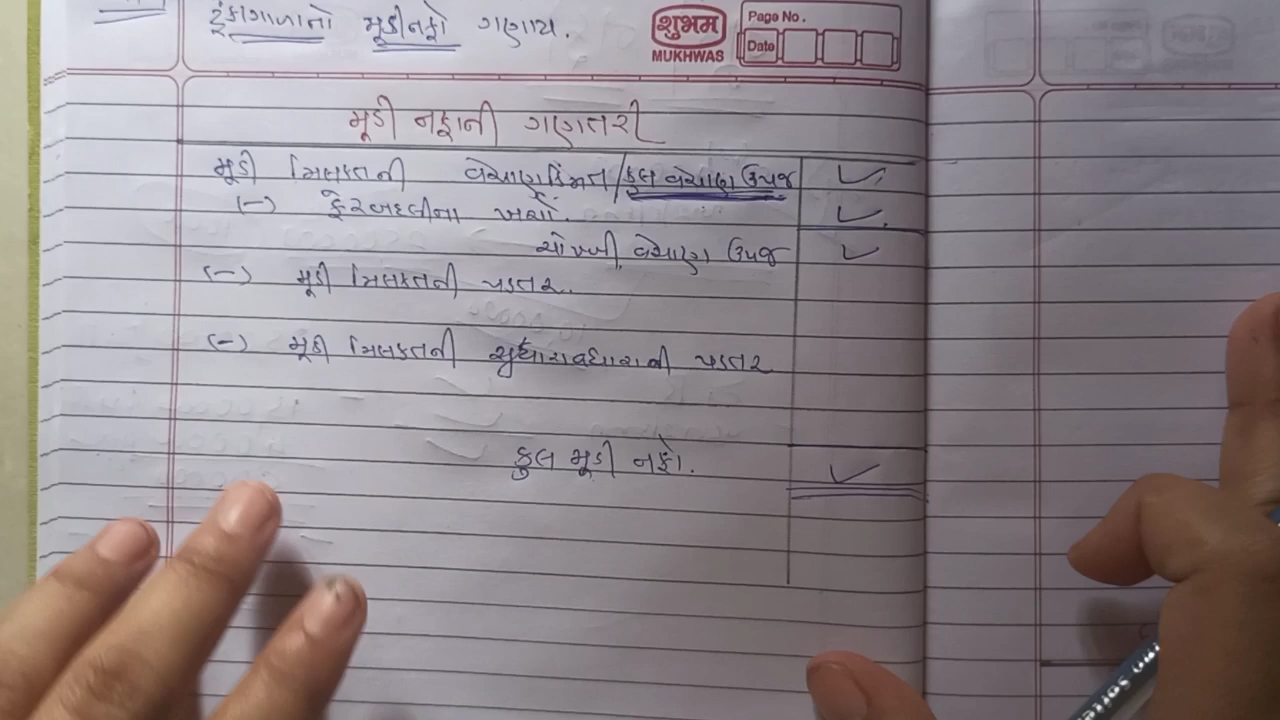 ટૂંકાગાળાનો મૂડીનફો ગણાય.
શુભમ
MUKHWAS
Page No.
Date
મૂડી નફાની ગણતરી
મૂડી મિલકતની વેચાણકિંમત/કુલ વેચાણ ઉપજ
(-) ફેરબદલીના ખર્ચા.
ચોખ્ખી વેચાણ ઉપજ
(-) મૂડી મિલકતની પડતર.
(-) મૂડી મિલકતની સુધારાવધારાની પડતર
કુલ મૂડી નફો.